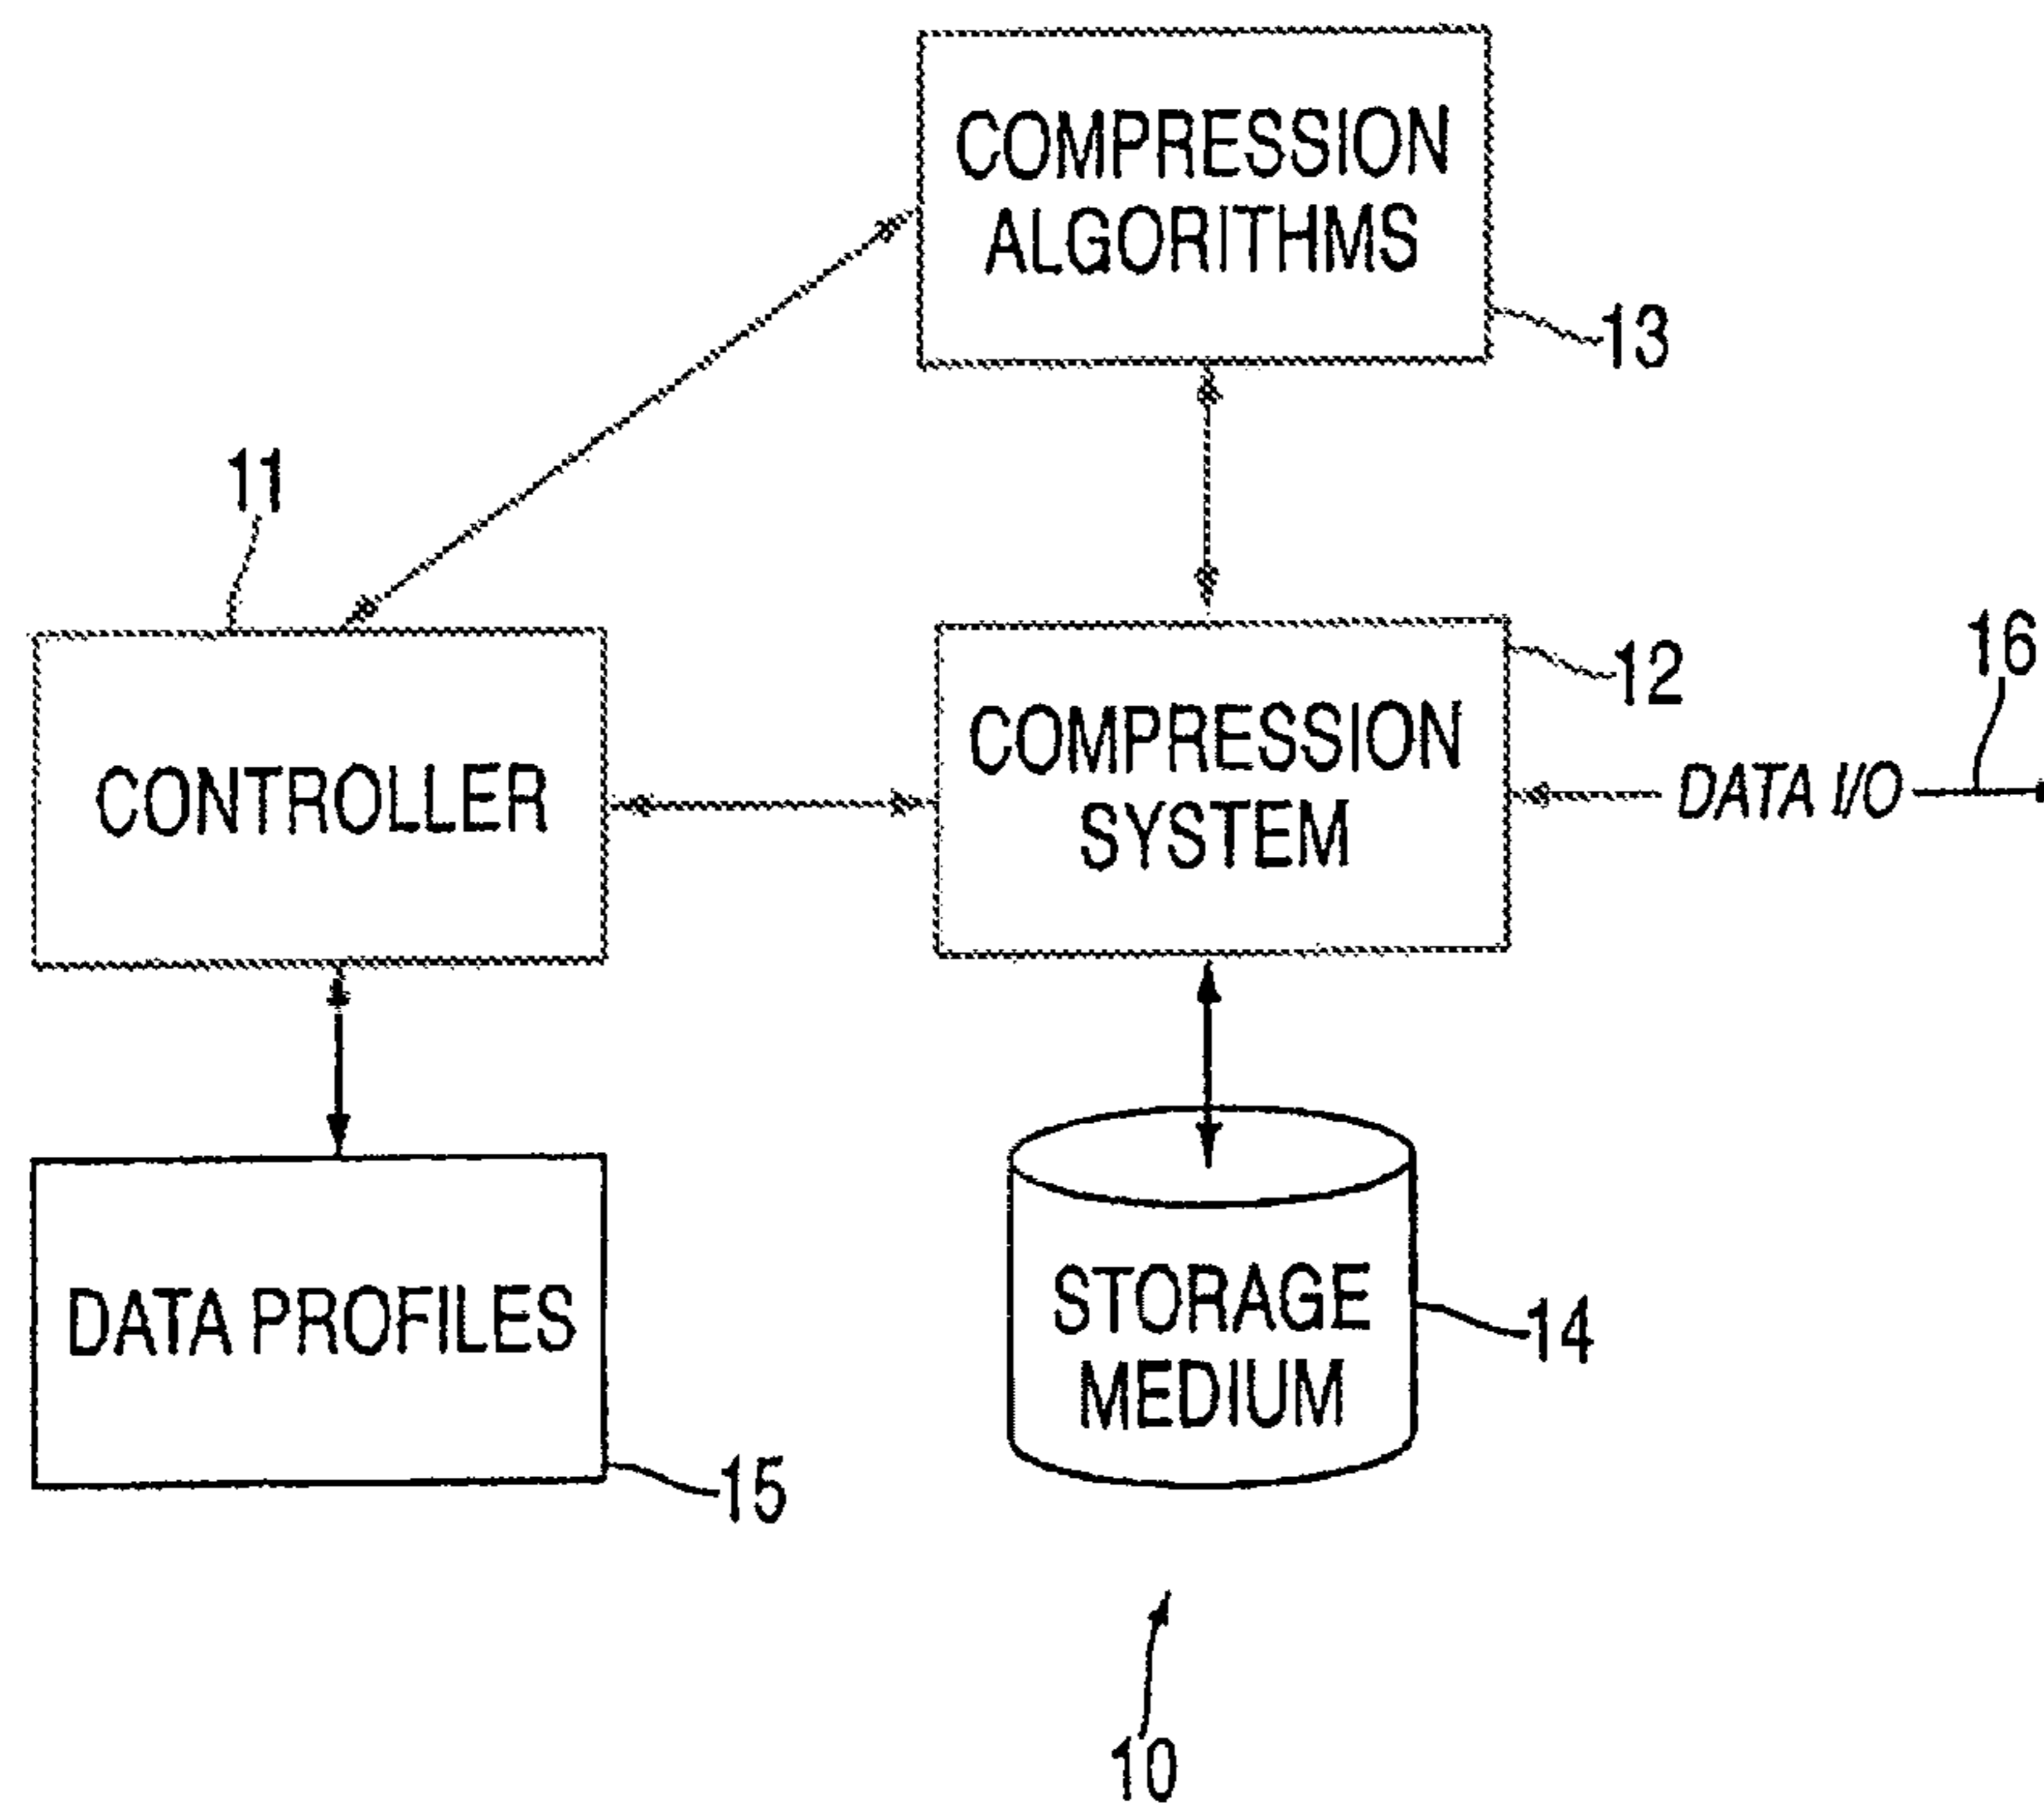 COMPRESSION
ALGORITHMS
13
11
12
16
CONTROLLER
COMPRESSION
SYSTEM
DATA I/O
DATA PROFILES
STORAGE
MEDIUM
14
15
10